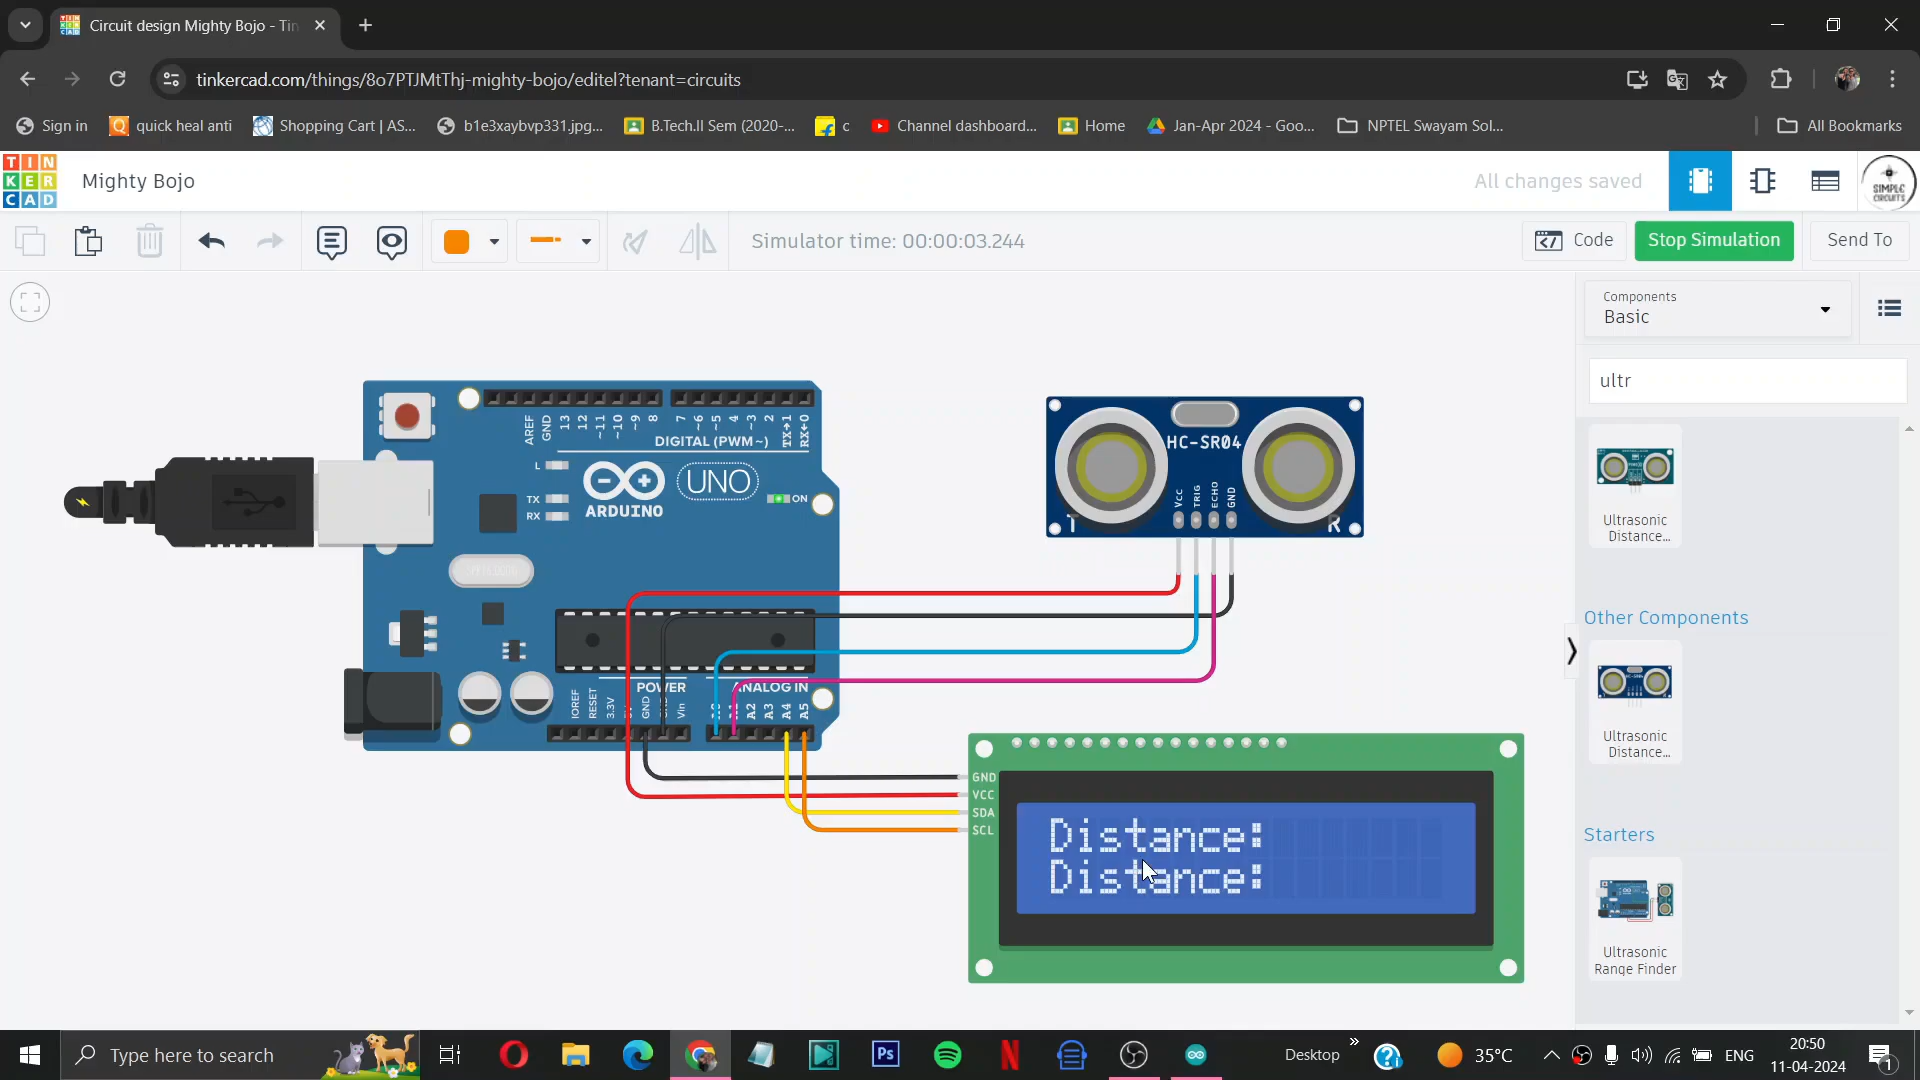 Circuit design Mighty Bojo - Tin
tinkercad.com/things/8o7PTJMtThj-mighty-bojo/editel?tenant=circuits
Sign in
quick heal anti
Shopping Cart | AS...
b1e3xaybvp331.jpg...
B.Tech.II Sem (2020-...
c
Channel dashboard...
Home
Jan-Apr 2024 - Goo...
NPTEL Swayam Sol...
All Bookmarks
TIN
KER
CAD
Mighty Bojo
All changes saved
SIMPLE
CIRCUITS
Simulator time: 00:00:03.244
Code
Stop Simulation
Send To
Components
Basic
ultr
Ultrasonic
Distance...
Other Components
Ultrasonic
Distance...
Starters
Ultrasonic
Range Finder
AREF
GND
13
12
~11
~10
~9
8
7
~6
~5
4
~3
2
TX→1
RX←0
DIGITAL (PWM ~)
L
TX
RX
ARDUINO
UNO
ON
POWER
ANALOG IN
IOREF
RESET
3.3V
GND
Vin
A2
A3
A4
A5
HC-SR04
Vcc
TRIG
ECHO
GND
T
R
GND
VCC
SDA
SCL
Distance:
Distance:
Type here to search
Ps
N
Desktop
35°C
ENG
20:50
11-04-2024
1